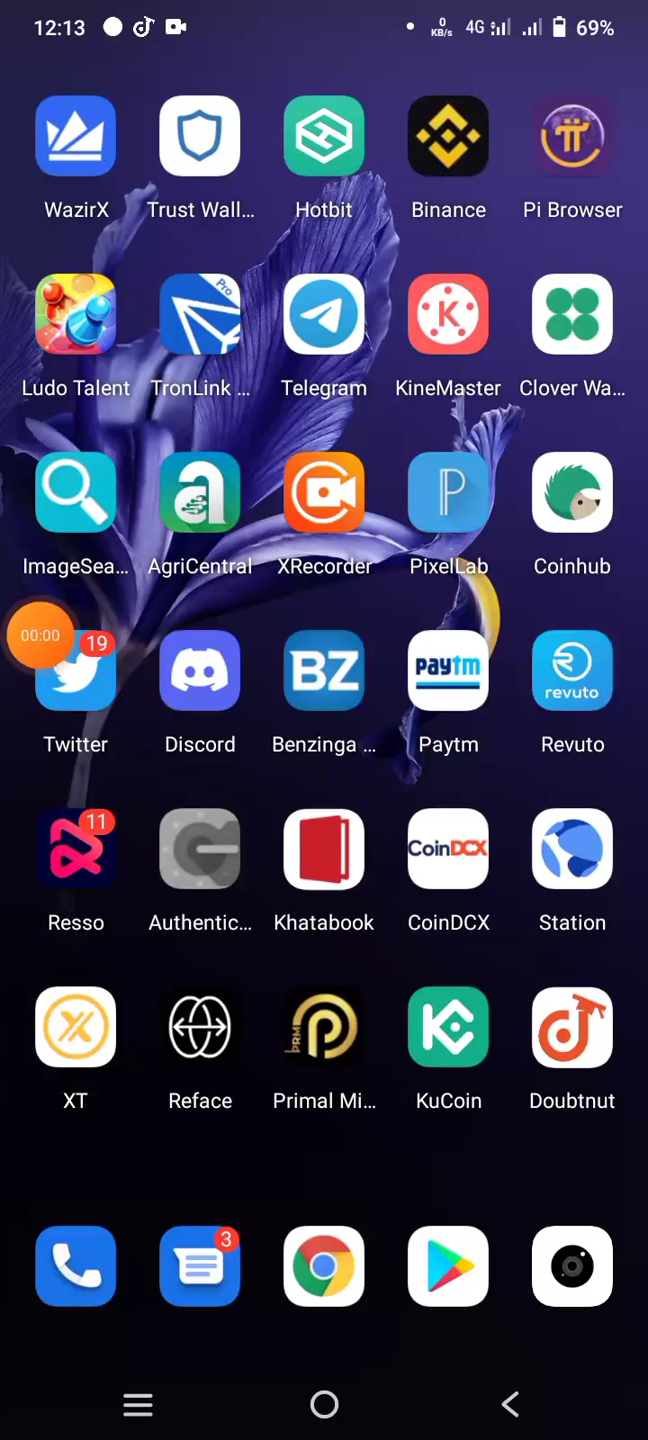 12:13 0 KB/s 4G 69%
WazirX Trust Wall... Hotbit Binance Pi Browser
Pro
Ludo Talent TronLink ... Telegram KineMaster Clover Wa...
ImageSea... AgriCentral XRecorder PixelLab Coinhub
00:00 19 BZ paytm revuto
Twitter Discord Benzinga ... Paytm Revuto
11 CoinDCX
Resso Authentic... Khatabook CoinDCX Station
PRM
XT Reface Primal Mi... KuCoin Doubtnut
3